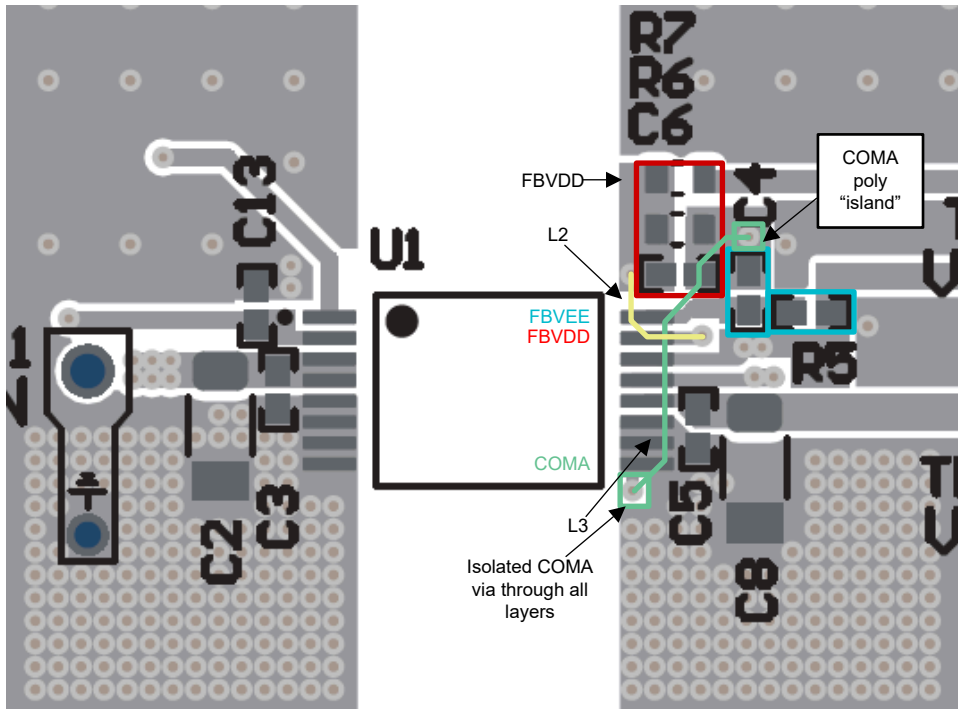 R7
R6
C6
FBVDD
COMA
poly
“island”
C4
C13
L2
U1
FBVEE
FBVDD
1
R5
COMA
C3
C2
L3
C5
C8
Isolated COMA
via through all
layers